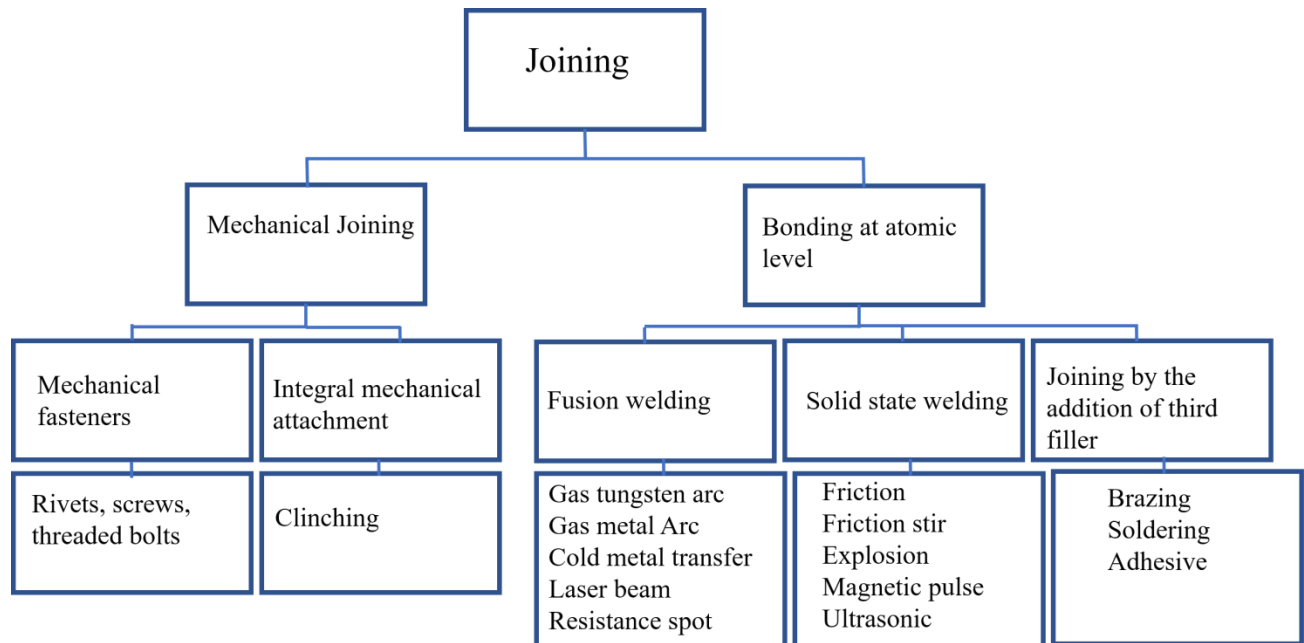 Joining
Mechanical Joining
Bonding at atomic
level
Mechanical
fasteners
Integral mechanical
attachment
Fusion welding
Solid state welding
Joining by the
addition of third
filler
Rivets, screws,
threaded bolts
Clinching
Gas tungsten arc
Gas metal Arc
Cold metal transfer
Laser beam
Resistance spot
Friction
Friction stir
Explosion
Magnetic pulse
Ultrasonic
Brazing
Soldering
Adhesive